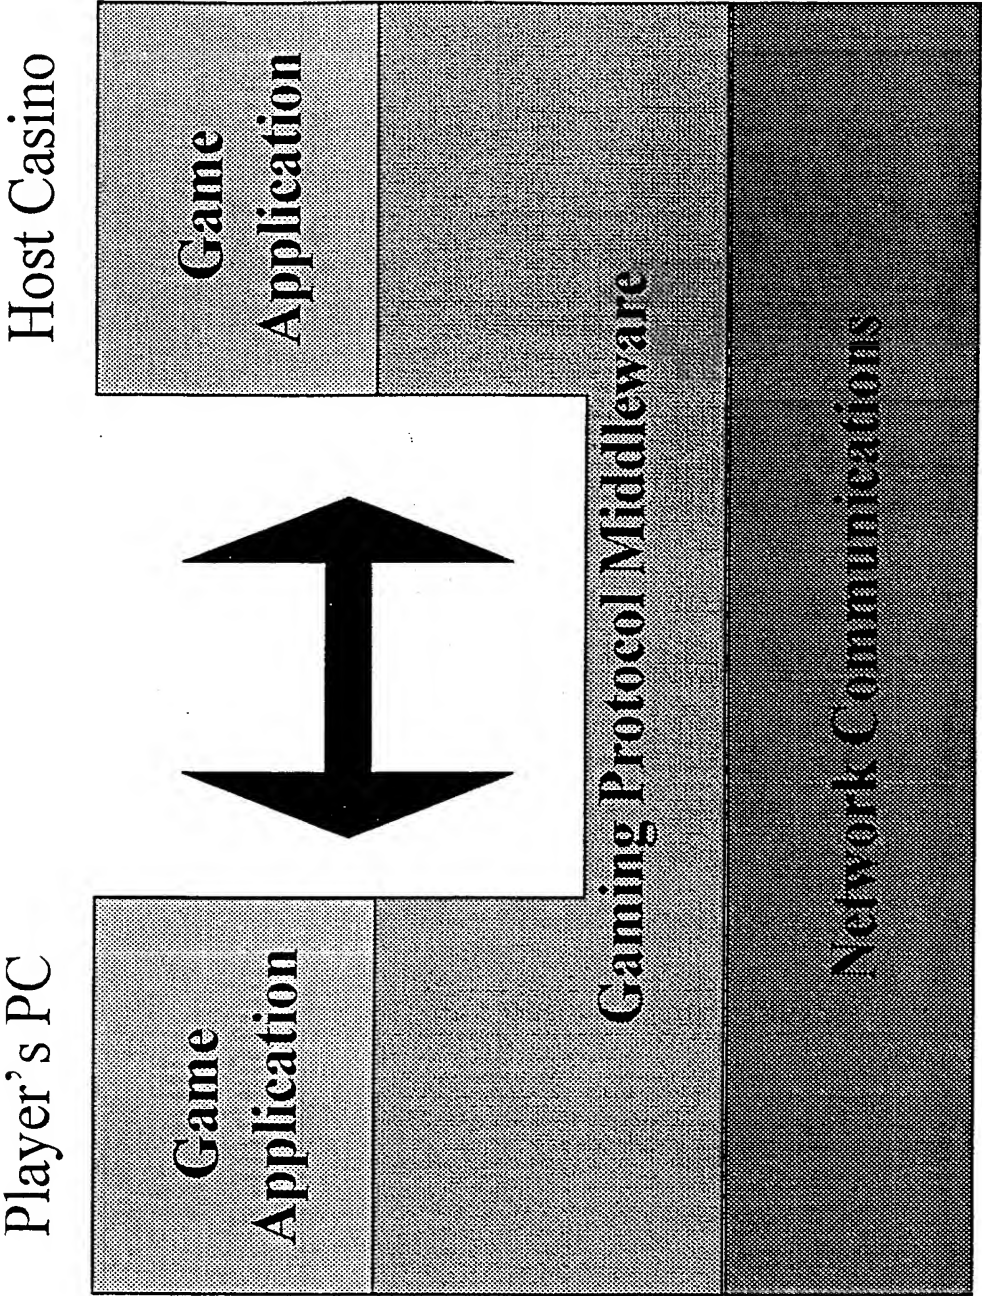 Player's PC
Host Casino
Game
Application
Game
Application
Gaming Protocol Middleware
Network Communications